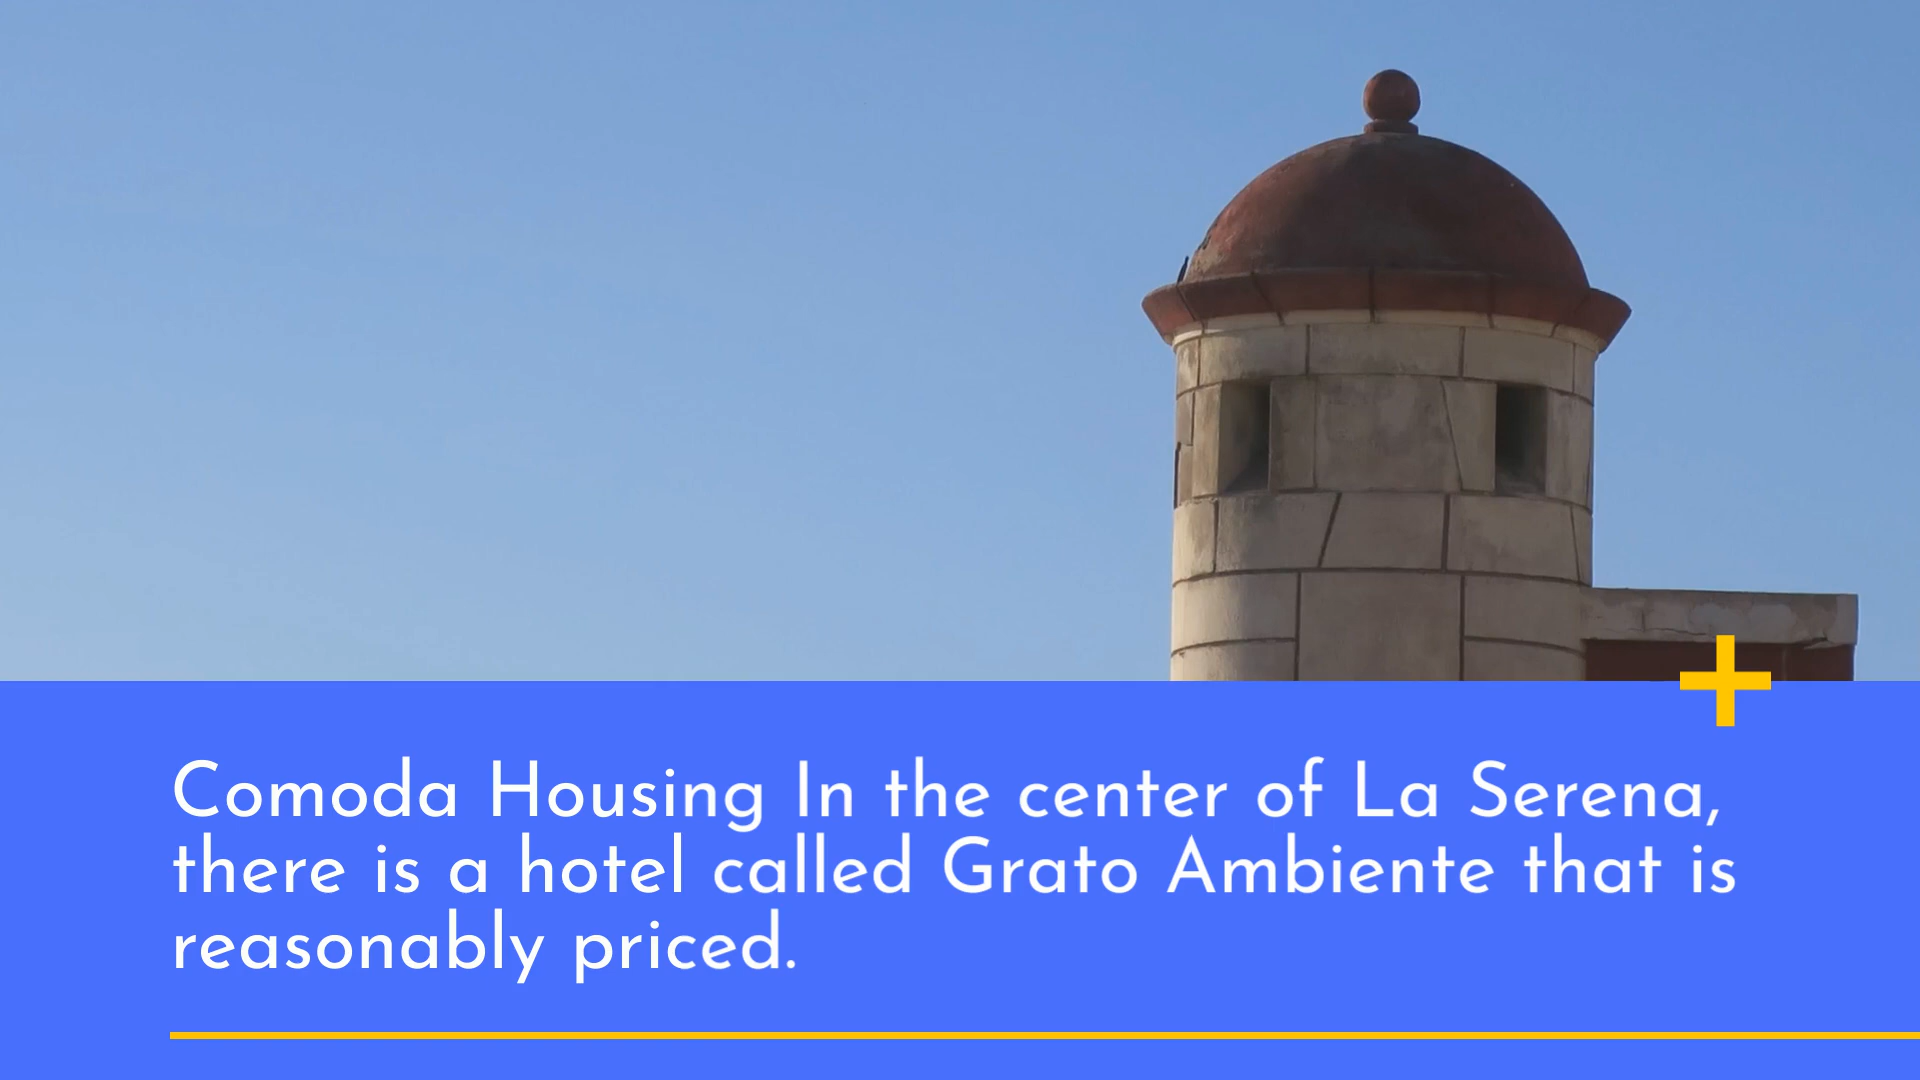 Comoda Housing In the center of La Serena,
there is a hotel called Grato Ambiente that is
reasonably priced.